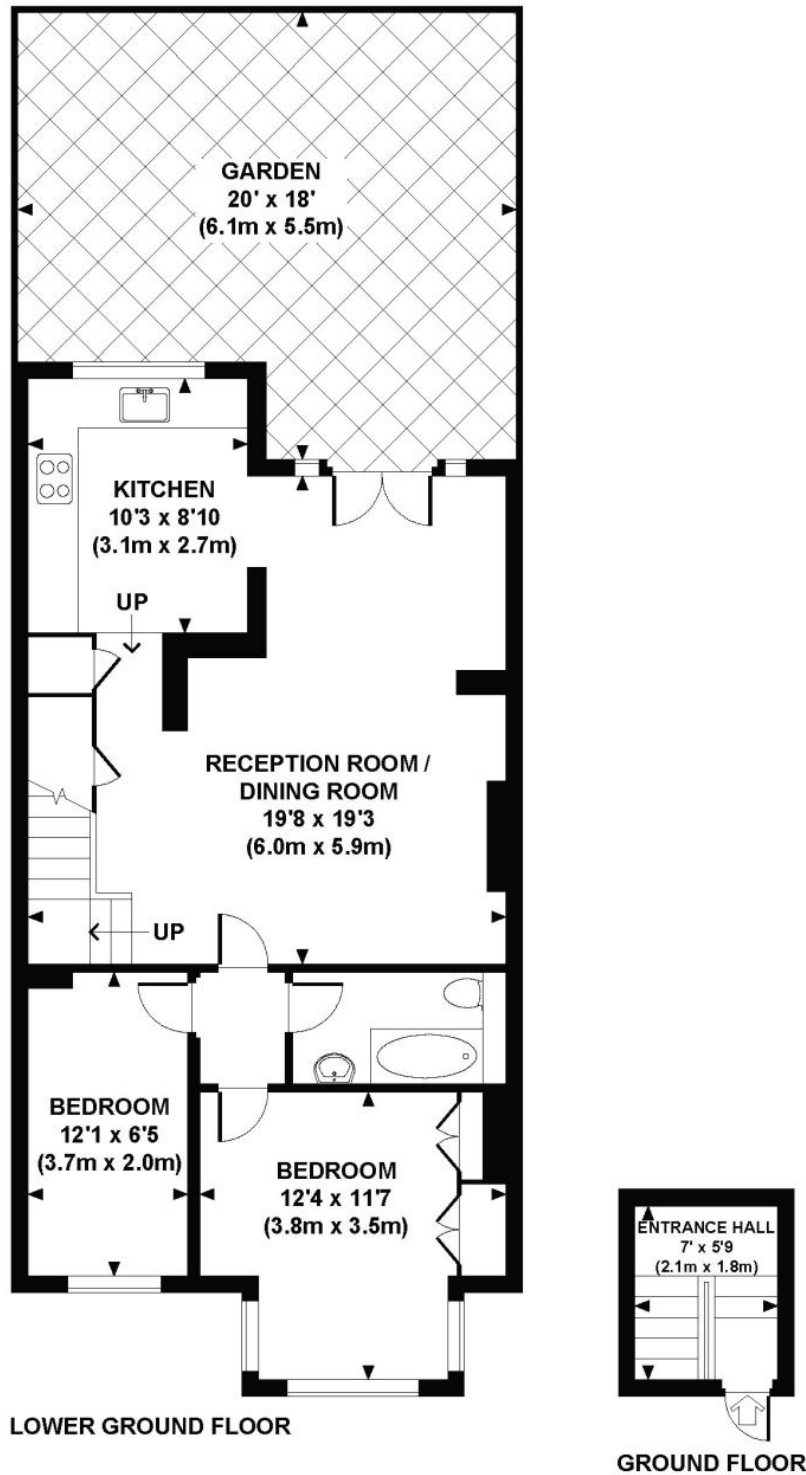 GARDEN
20' x 18'
(6.1m x 5.5m)
KITCHEN
10'3 x 8'10
(3.1m x 2.7m)
UP
RECEPTION ROOM /
DINING ROOM
19'8 x 19'3
(6.0m x 5.9m)
UP
BEDROOM
12'1 x 6'5
(3.7m x 2.0m)
BEDROOM
12'4 x 11'7
(3.8m x 3.5m)
ENTRANCE HALL
7' x 5'9
(2.1m x 1.8m)
LOWER GROUND FLOOR
GROUND FLOOR